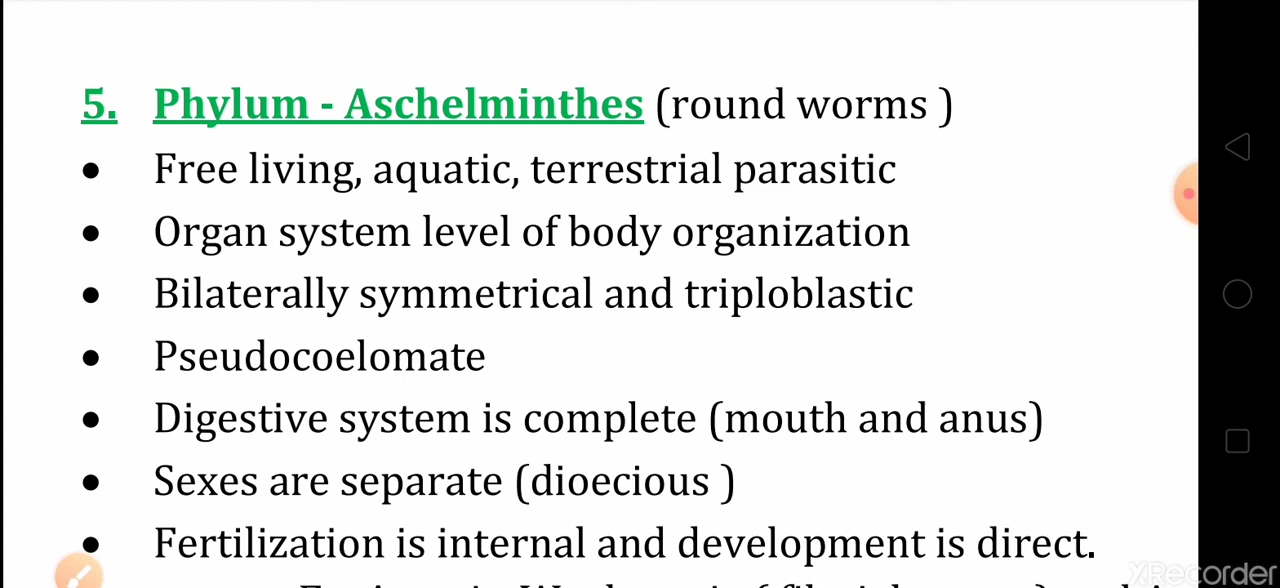 5. Phylum - Aschelminthes (round worms )
• Free living, aquatic, terrestrial parasitic
• Organ system level of body organization
• Bilaterally symmetrical and triploblastic
• Pseudocoelomate
• Digestive system is complete (mouth and anus)
• Sexes are separate (dioecious )
• Fertilization is internal and development is direct.
XRecorder